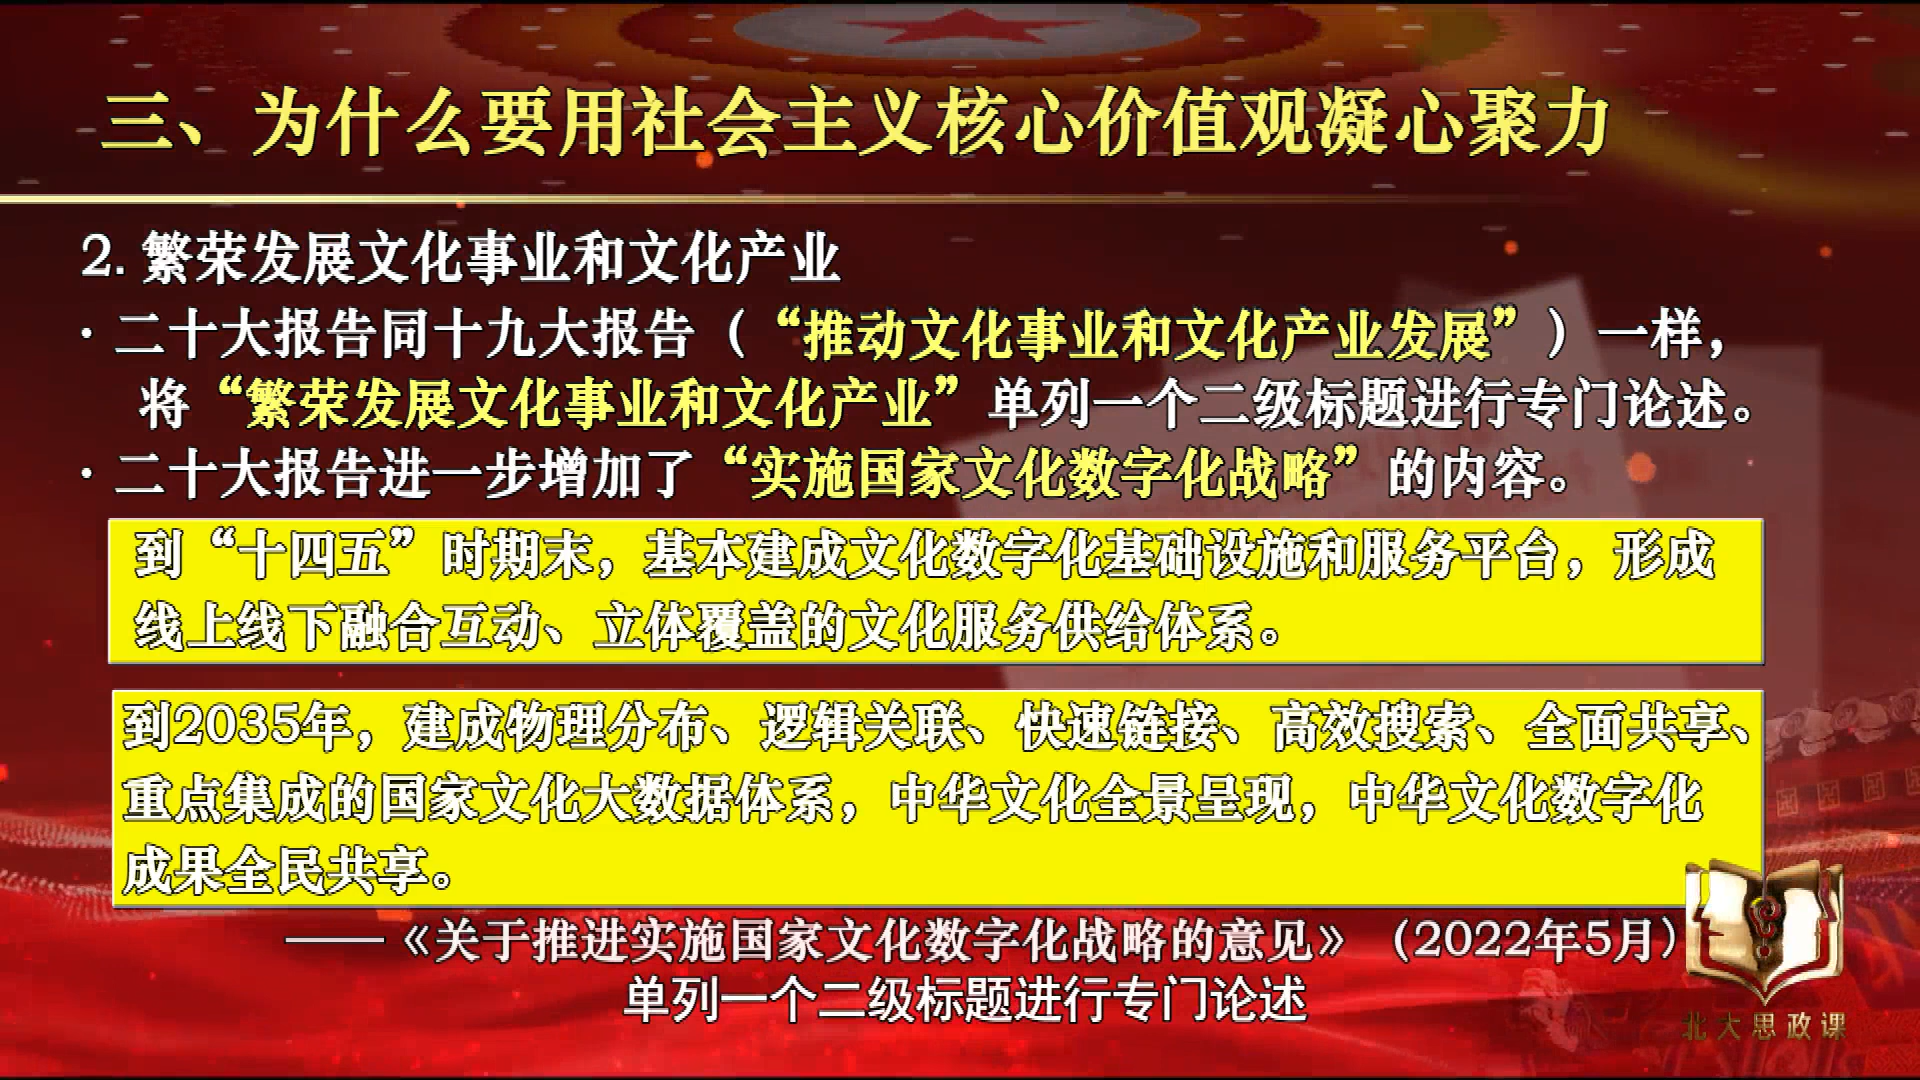 三、为什么要用社会主义核心价值观凝心聚力
2. 繁荣发展文化事业和文化产业
· 二十大报告同十九大报告（“推动文化事业和文化产业发展”）一样，
将“繁荣发展文化事业和文化产业”单列一个二级标题进行专门论述。
· 二十大报告进一步增加了“实施国家文化数字化战略”的内容。
到“十四五”时期末，基本建成文化数字化基础设施和服务平台，形成
线上线下融合互动、立体覆盖的文化服务供给体系。
到2035年，建成物理分布、逻辑关联、快速链接、高效搜索、全面共享、
重点集成的国家文化大数据体系，中华文化全景呈现，中华文化数字化
成果全民共享。
——《关于推进实施国家文化数字化战略的意见》（2022年5月）
单列一个二级标题进行专门论述
北大思政课